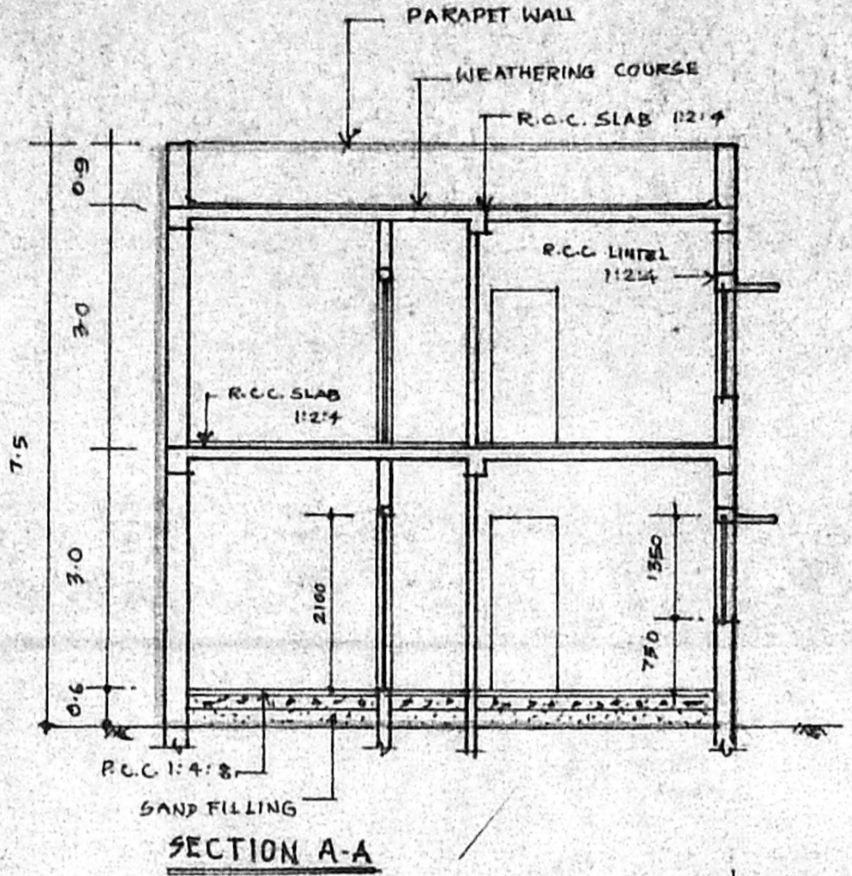 PARAPET WALL
WEATHERING COURSE
R.C.C. SLAB 1:2:4
0.9
R.C.C. LINTEL
1:2:4
3.0
R.C.C. SLAB
1:2:4
7.5
3.0
2100
1350
750
0.6
P.C.C. 1:4:8
SAND FILLING
SECTION A-A